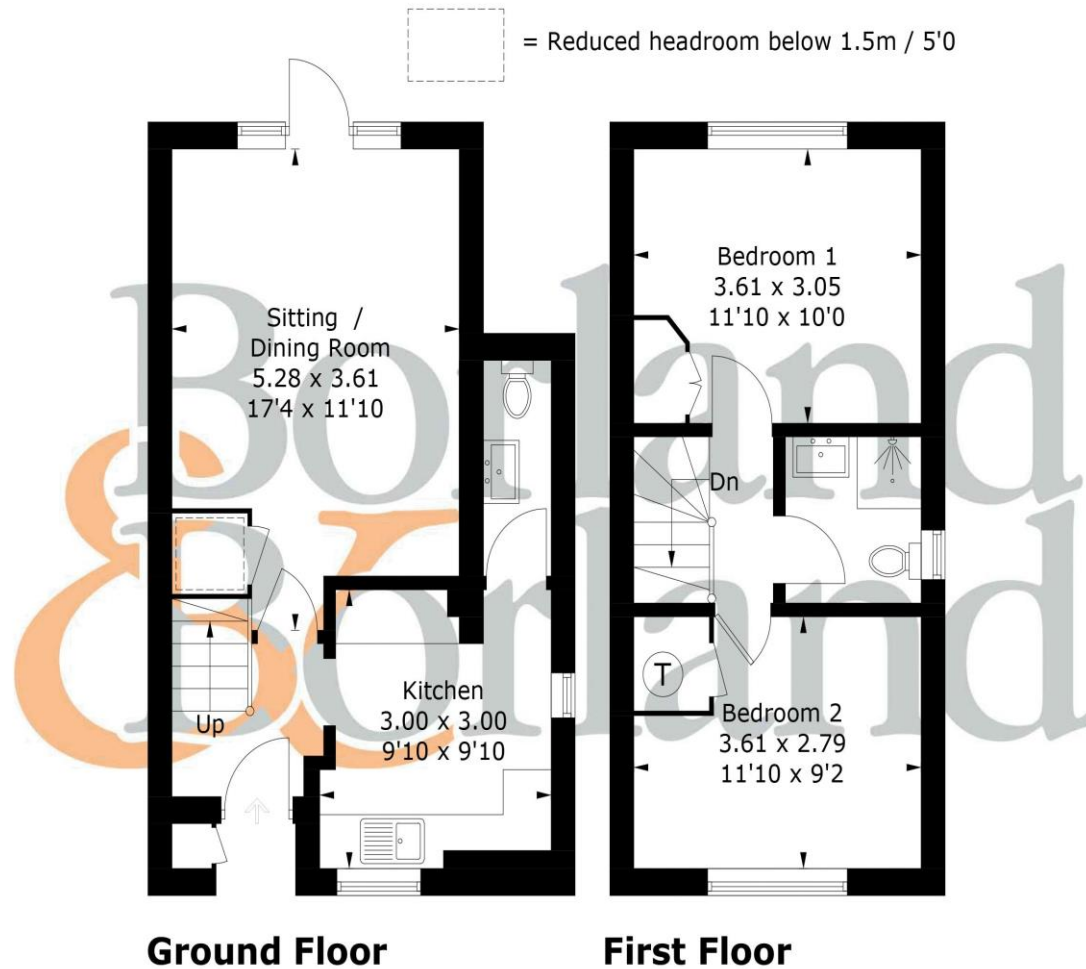 = Reduced headroom below 1.5m / 5'0
Sitting /
Dining Room
5.28 x 3.61
17'4 x 11'10
Up
Kitchen
3.00 x 3.00
9'10 x 9'10
Bedroom 1
3.61 x 3.05
11'10 x 10'0
Dn
T
Bedroom 2
3.61 x 2.79
11'10 x 9'2
Borland
& Borland
Ground Floor
First Floor